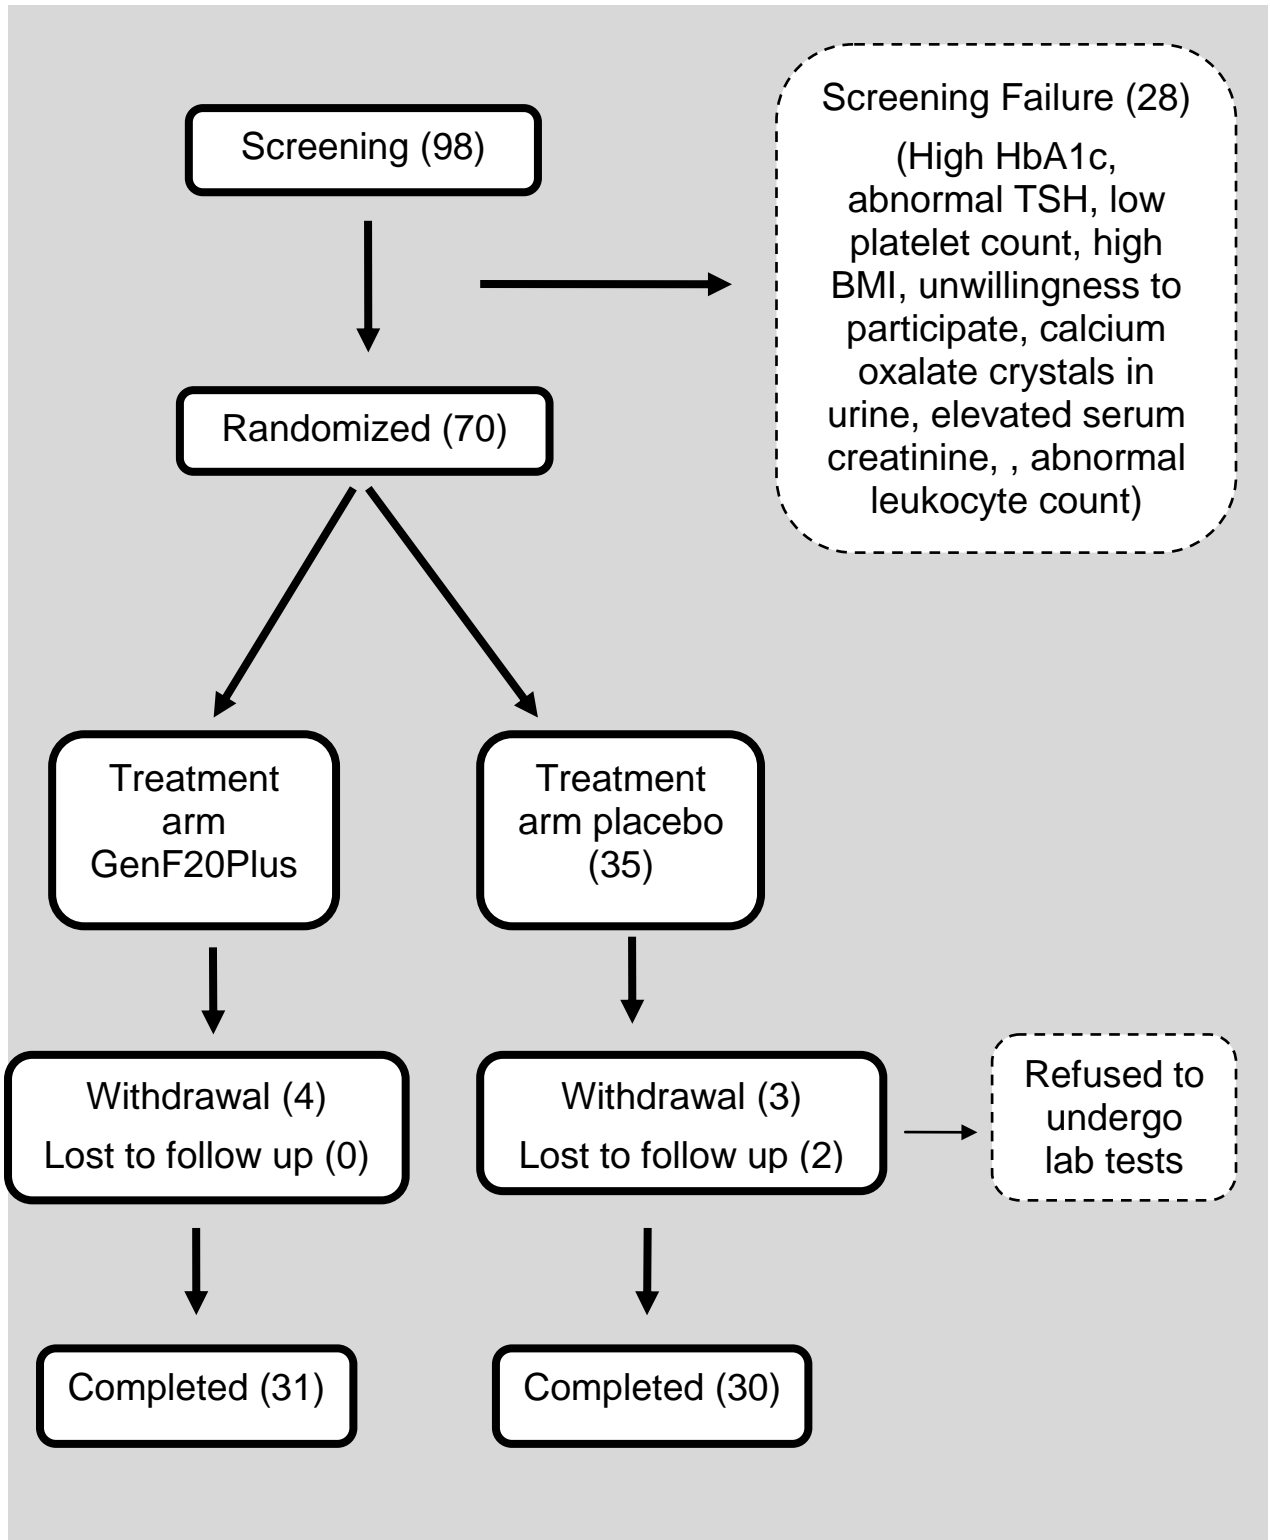 Screening (98)
Screening Failure (28)
(High HbA1c,
abnormal TSH, low
platelet count, high
BMI, unwillingness to
participate, calcium
oxalate crystals in
urine, elevated serum
creatinine, , abnormal
leukocyte count)
Randomized (70)
Treatment
arm
GenF20Plus
Treatment
arm placebo
(35)
Withdrawal (4)
Lost to follow up (0)
Withdrawal (3)
Lost to follow up (2)
Refused to
undergo
lab tests
Completed (31)
Completed (30)